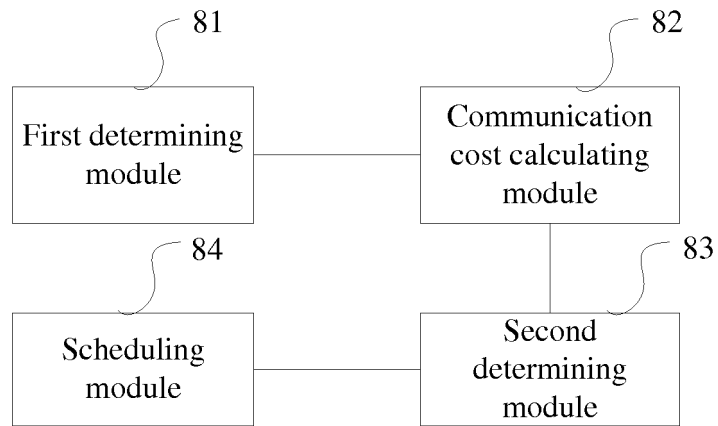 81
82
First determining
module
Communication
cost calculating
module
84
83
Scheduling
module
Second
determining
module